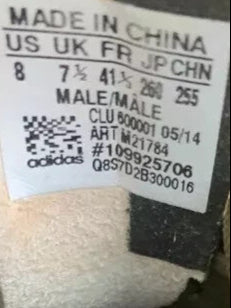 MADE IN CHINA
US UK FR JP CHN
8 7½ 41⅓ 260 255
MALE/MÂLE
CLU 600001 05/14
ART M21784
#109925706
adidas
Q8S7D2B300016